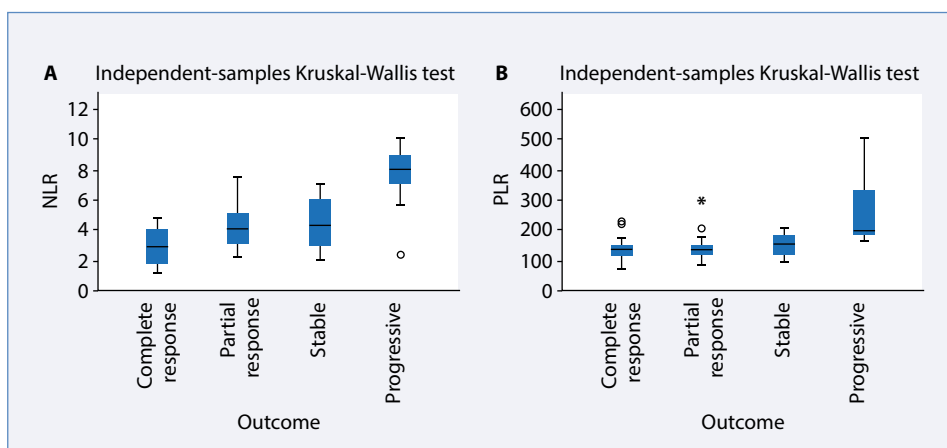 A Independent-samples Kruskal-Wallis test
NLR
12
10
8
6
4
2
0
Complete response
Partial response
Stable
Progressive
Outcome
B Independent-samples Kruskal-Wallis test
PLR
600
500
400
300
200
100
0
*
Complete response
Partial response
Stable
Progressive
Outcome